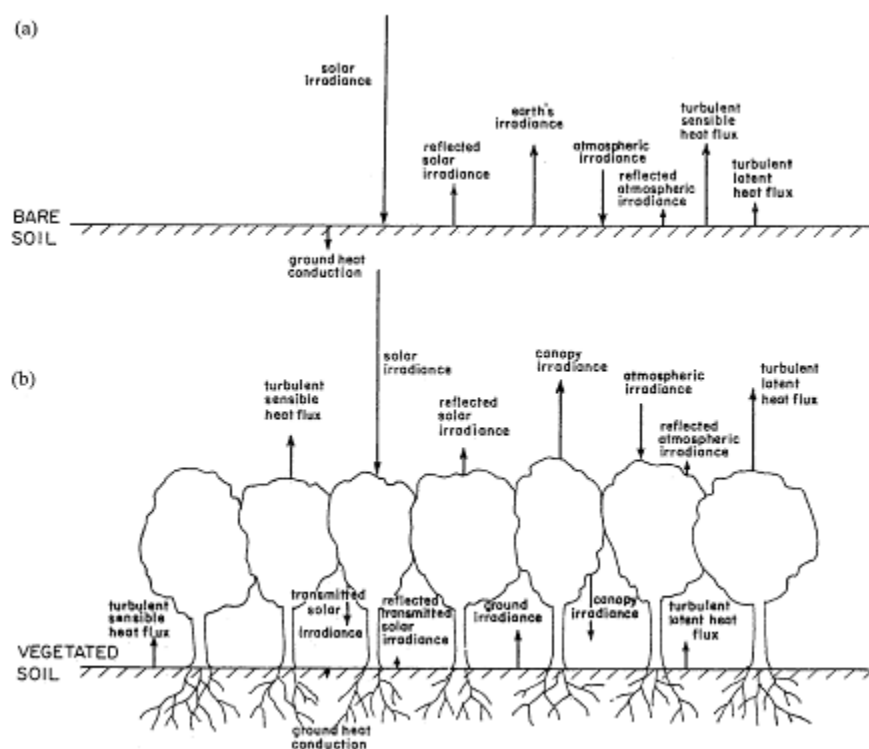 (a)
solar
irradiance
earth's
irradiance
reflected
solar
irradiance
atmospheric
irradiance
reflected
atmospheric
irradiance
turbulent
sensible
heat flux
turbulent
latent
heat flux
BARE
SOIL
ground heat
conduction
(b)
solar
irradiance
turbulent
sensible
heat flux
reflected
solar
irradiance
canopy
irradiance
atmospheric
irradiance
reflected
atmospheric
irradiance
turbulent
latent
heat flux
turbulent
sensible
heat flux
transmitted
solar
irradiance
reflected
transmitted
solar
irradiance
ground
irradiance
canopy
irradiance
turbulent
latent heat
flux
VEGETATED
SOIL
ground heat
conduction